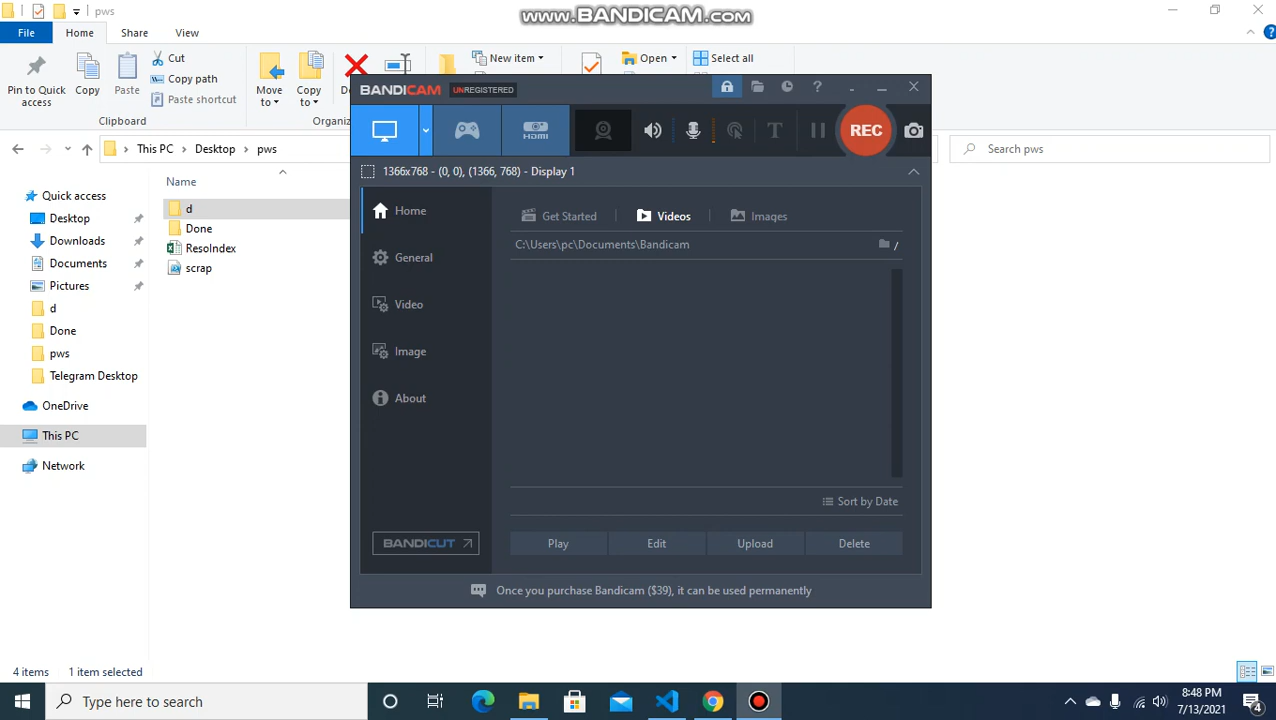 pws
www.BANDICAM.com
File
Home
Share
View
Pin to Quick access
Copy
Paste
Cut
Copy path
Paste shortcut
Clipboard
Move to
Copy to
Organi
New item
Open
Select all
This PC > Desktop > pws
Search pws
Quick access
Desktop
Downloads
Documents
Pictures
d
Done
pws
Telegram Desktop
OneDrive
This PC
Network
Name
d
Done
ResoIndex
scrap
BANDICAM UNREGISTERED
HDMI
T
REC
1366x768 - (0, 0), (1366, 768) - Display 1
Home
General
Video
Image
About
BANDICUT
Get Started
Videos
Images
C:\Users\pc\Documents\Bandicam
/
Sort by Date
Play
Edit
Upload
Delete
Once you purchase Bandicam ($39), it can be used permanently
4 items
1 item selected
Type here to search
8:48 PM
7/13/2021
4